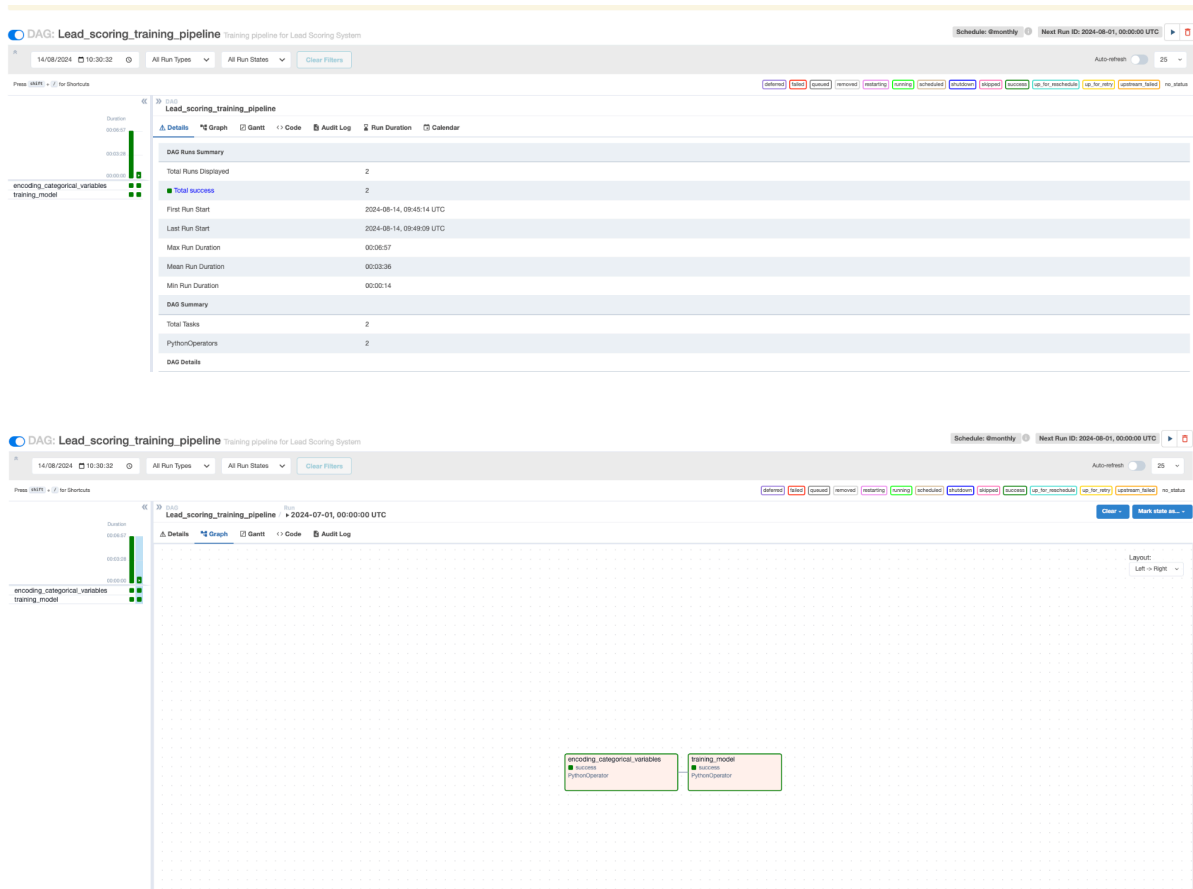 DAG: Lead_scoring_training_pipeline Training pipeline for Lead Scoring System
Schedule: @monthly Next Run ID: 2024-08-01, 00:00:00 UTC
14/08/2024 10:30:32 All Run Types All Run States Clear Filters
Auto-refresh 25
Press shift + / for Shortcuts
deferred failed queued removed restarting running scheduled shutdown skipped success up_for_reschedule up_for_retry upstream_failed no_status
DAG
Lead_scoring_training_pipeline
Duration
00:06:57
00:03:28
00:00:00
encoding_categorical_variables
training_model
Details Graph Gantt Code Audit Log Run Duration Calendar
DAG Runs Summary
Total Runs Displayed 2
Total success 2
First Run Start 2024-08-14, 09:45:14 UTC
Last Run Start 2024-08-14, 09:49:09 UTC
Max Run Duration 00:06:57
Mean Run Duration 00:03:36
Min Run Duration 00:00:14
DAG Summary
Total Tasks 2
PythonOperators 2
DAG Details
DAG: Lead_scoring_training_pipeline Training pipeline for Lead Scoring System
Schedule: @monthly Next Run ID: 2024-08-01, 00:00:00 UTC
14/08/2024 10:30:32 All Run Types All Run States Clear Filters
Auto-refresh 25
Press shift + / for Shortcuts
deferred failed queued removed restarting running scheduled shutdown skipped success up_for_reschedule up_for_retry upstream_failed no_status
DAG Run
Lead_scoring_training_pipeline / 2024-07-01, 00:00:00 UTC
Clear Mark state as...
Duration
00:06:57
00:03:28
00:00:00
encoding_categorical_variables
training_model
Details Graph Gantt Code Audit Log
Layout:
Left -> Right
encoding_categorical_variables
success
PythonOperator
training_model
success
PythonOperator